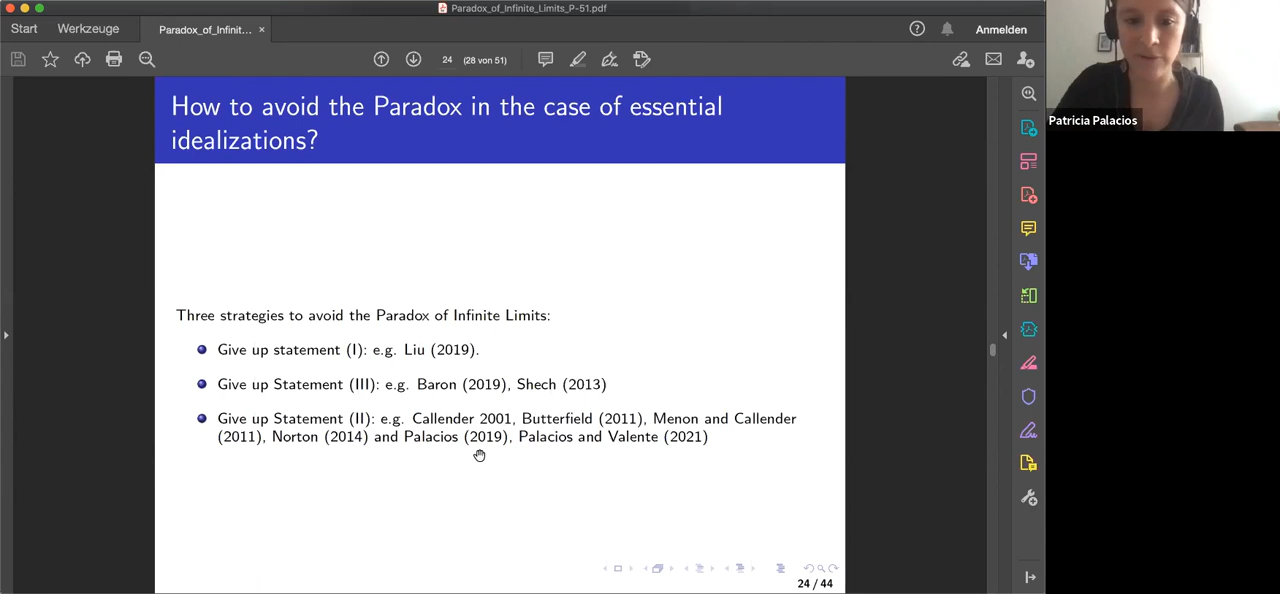 Paradox_of_Infinite_Limits_P-51.pdf
Start Werkzeuge Paradox_of_Infinit... × Anmelden
24 (28 von 51)
Patricia Palacios
How to avoid the Paradox in the case of essential
idealizations?
Three strategies to avoid the Paradox of Infinite Limits:
Give up statement (I): e.g. Liu (2019).
Give up Statement (III): e.g. Baron (2019), Shech (2013)
Give up Statement (II): e.g. Callender 2001, Butterfield (2011), Menon and Callender
(2011), Norton (2014) and Palacios (2019), Palacios and Valente (2021)
24 / 44